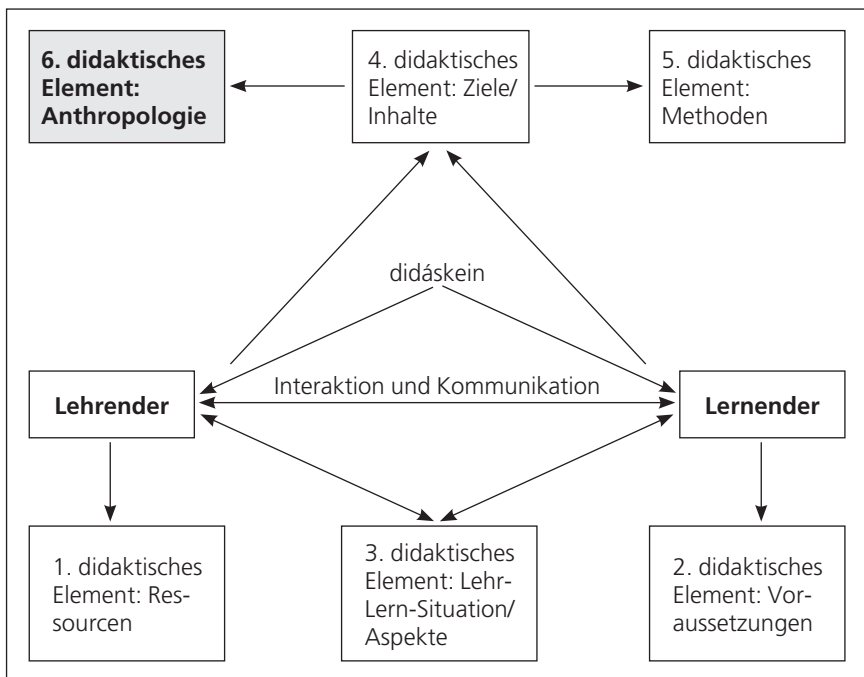 6. didaktisches
Element:
Anthropologie
4. didaktisches
Element: Ziele/
Inhalte
5. didaktisches
Element:
Methoden
didáskein
Lehrender
Interaktion und Kommunikation
Lernender
1. didaktisches
Element: Res-
sourcen
3. didaktisches
Element: Lehr-
Lern-Situation/
Aspekte
2. didaktisches
Element: Vor-
aussetzungen